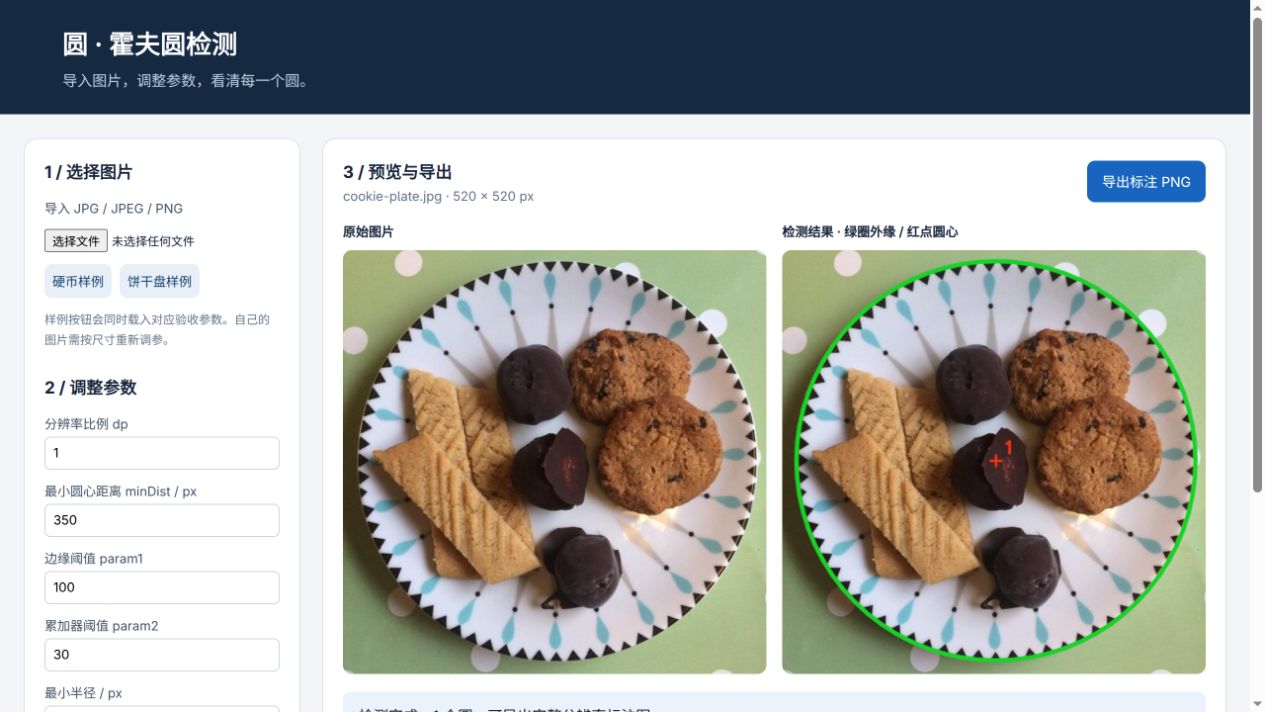 圆 · 霍夫圆检测
导入图片，调整参数，看清每一个圆。
1 / 选择图片
导入 JPG / JPEG / PNG
选择文件 未选择任何文件
硬币样例 饼干盘样例
样例按钮会同时载入对应验收参数。自己的
图片需按尺寸重新调参。
2 / 调整参数
分辨率比例 dp
1
最小圆心距离 minDist / px
350
边缘阈值 param1
100
累加器阈值 param2
30
最小半径 / px
3 / 预览与导出
cookie-plate.jpg · 520 × 520 px
导出标注 PNG
原始图片
检测结果 · 绿圈外缘 / 红点圆心
1